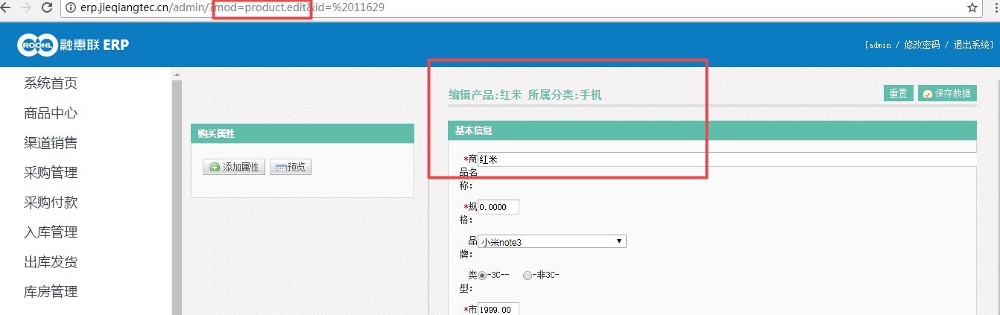 erp.jieqiangtec.cn/admin/?mod=product.edit&id=%2011629
ROOHL 融惠联 ERP
[admin / 修改密码 / 退出系统]
系统首页
商品中心
渠道销售
采购管理
采购付款
入库管理
出库发货
库房管理
购买属性
添加属性 预览
编辑产品:红米 所属分类:手机
重置 保存数据
基本信息
*商 红米
品名
称:
*规 0.0000
格:
品 小米note3
牌:
类 -3C-- -非3C-
型:
*市 1999.00